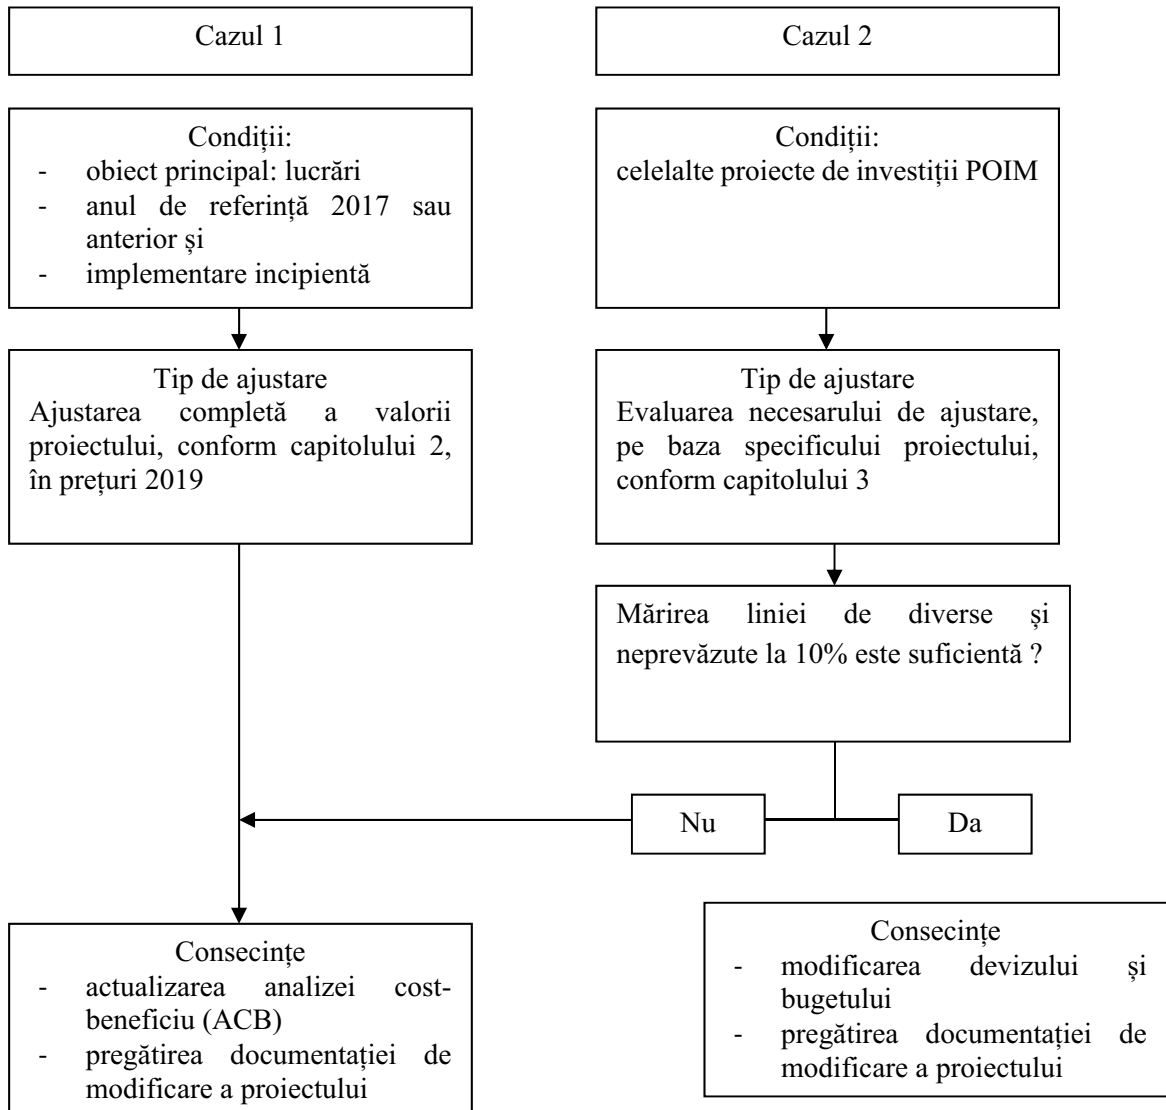 Cazul 1
Cazul 2
Condiții:
- obiect principal: lucrări
- anul de referință 2017 sau
anterior și
- implementare incipientă
Condiții:
celelalte proiecte de investiții POIM
Tip de ajustare
Ajustarea completă a valorii
proiectului, conform capitolului 2,
în prețuri 2019
Tip de ajustare
Evaluarea necesarului de ajustare,
pe baza specificului proiectului,
conform capitolului 3
Mărirea liniei de diverse și
neprevăzute la 10% este suficientă ?
Nu
Da
Consecințe
- actualizarea analizei cost-
beneficiu (ACB)
- pregătirea documentației de
modificare a proiectului
Consecințe
- modificarea devizului și
bugetului
- pregătirea documentației de
modificare a proiectului